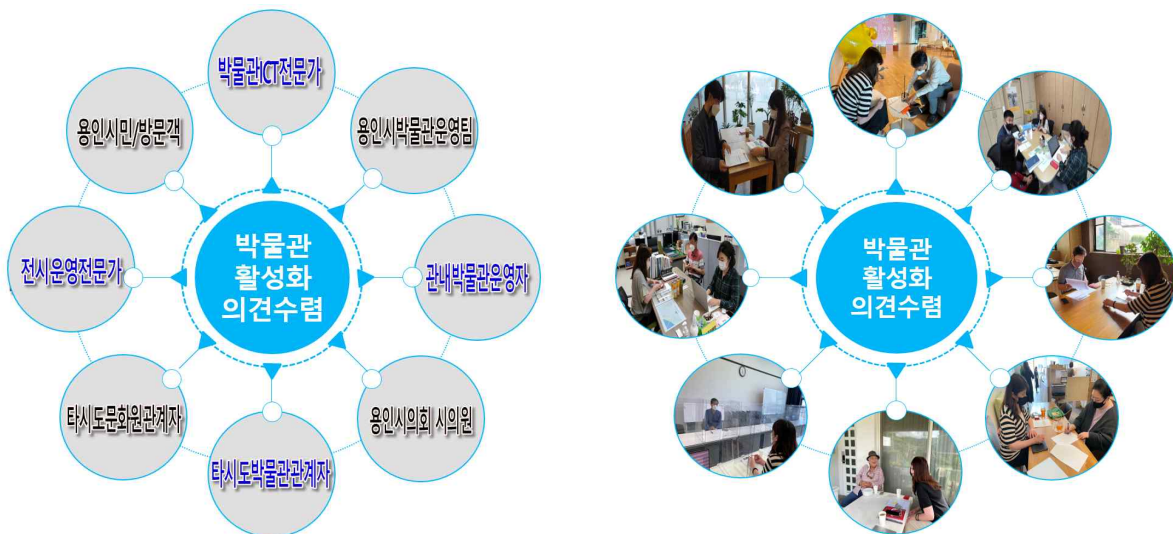 박물관ICT전문가
용인시민/방문객
용인시박물관운영팀
전시운영전문가
박물관
활성화
의견수렴
관내박물관운영자
타시도문화원관계자
용인시의회 시의원
타시도박물관관계자
박물관
활성화
의견수렴